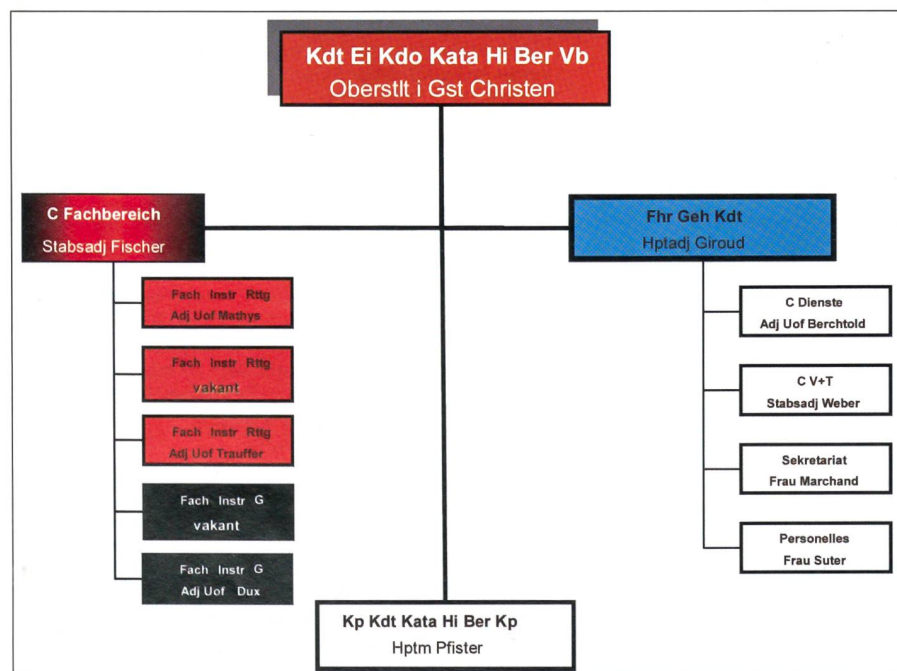 Kdt Ei Kdo Kata Hi Ber Vb
Oberstlt i Gst Christen
C Fachbereich
Stabsadj Fischer
Fach Instr Rttg
Adj Uof Mathys
Fach Instr Rttg
vakant
Fach Instr Rttg
Adj Uof Trauffer
Fach Instr G
vakant
Fach Instr G
Adj Uof Dux
Fhr Geh Kdt
Hptadj Giroud
C Dienste
Adj Uof Berchtold
C V+T
Stabsadj Weber
Sekretariat
Frau Marchand
Personelles
Frau Suter
Kp Kdt Kata Hi Ber Kp
Hptm Pfister